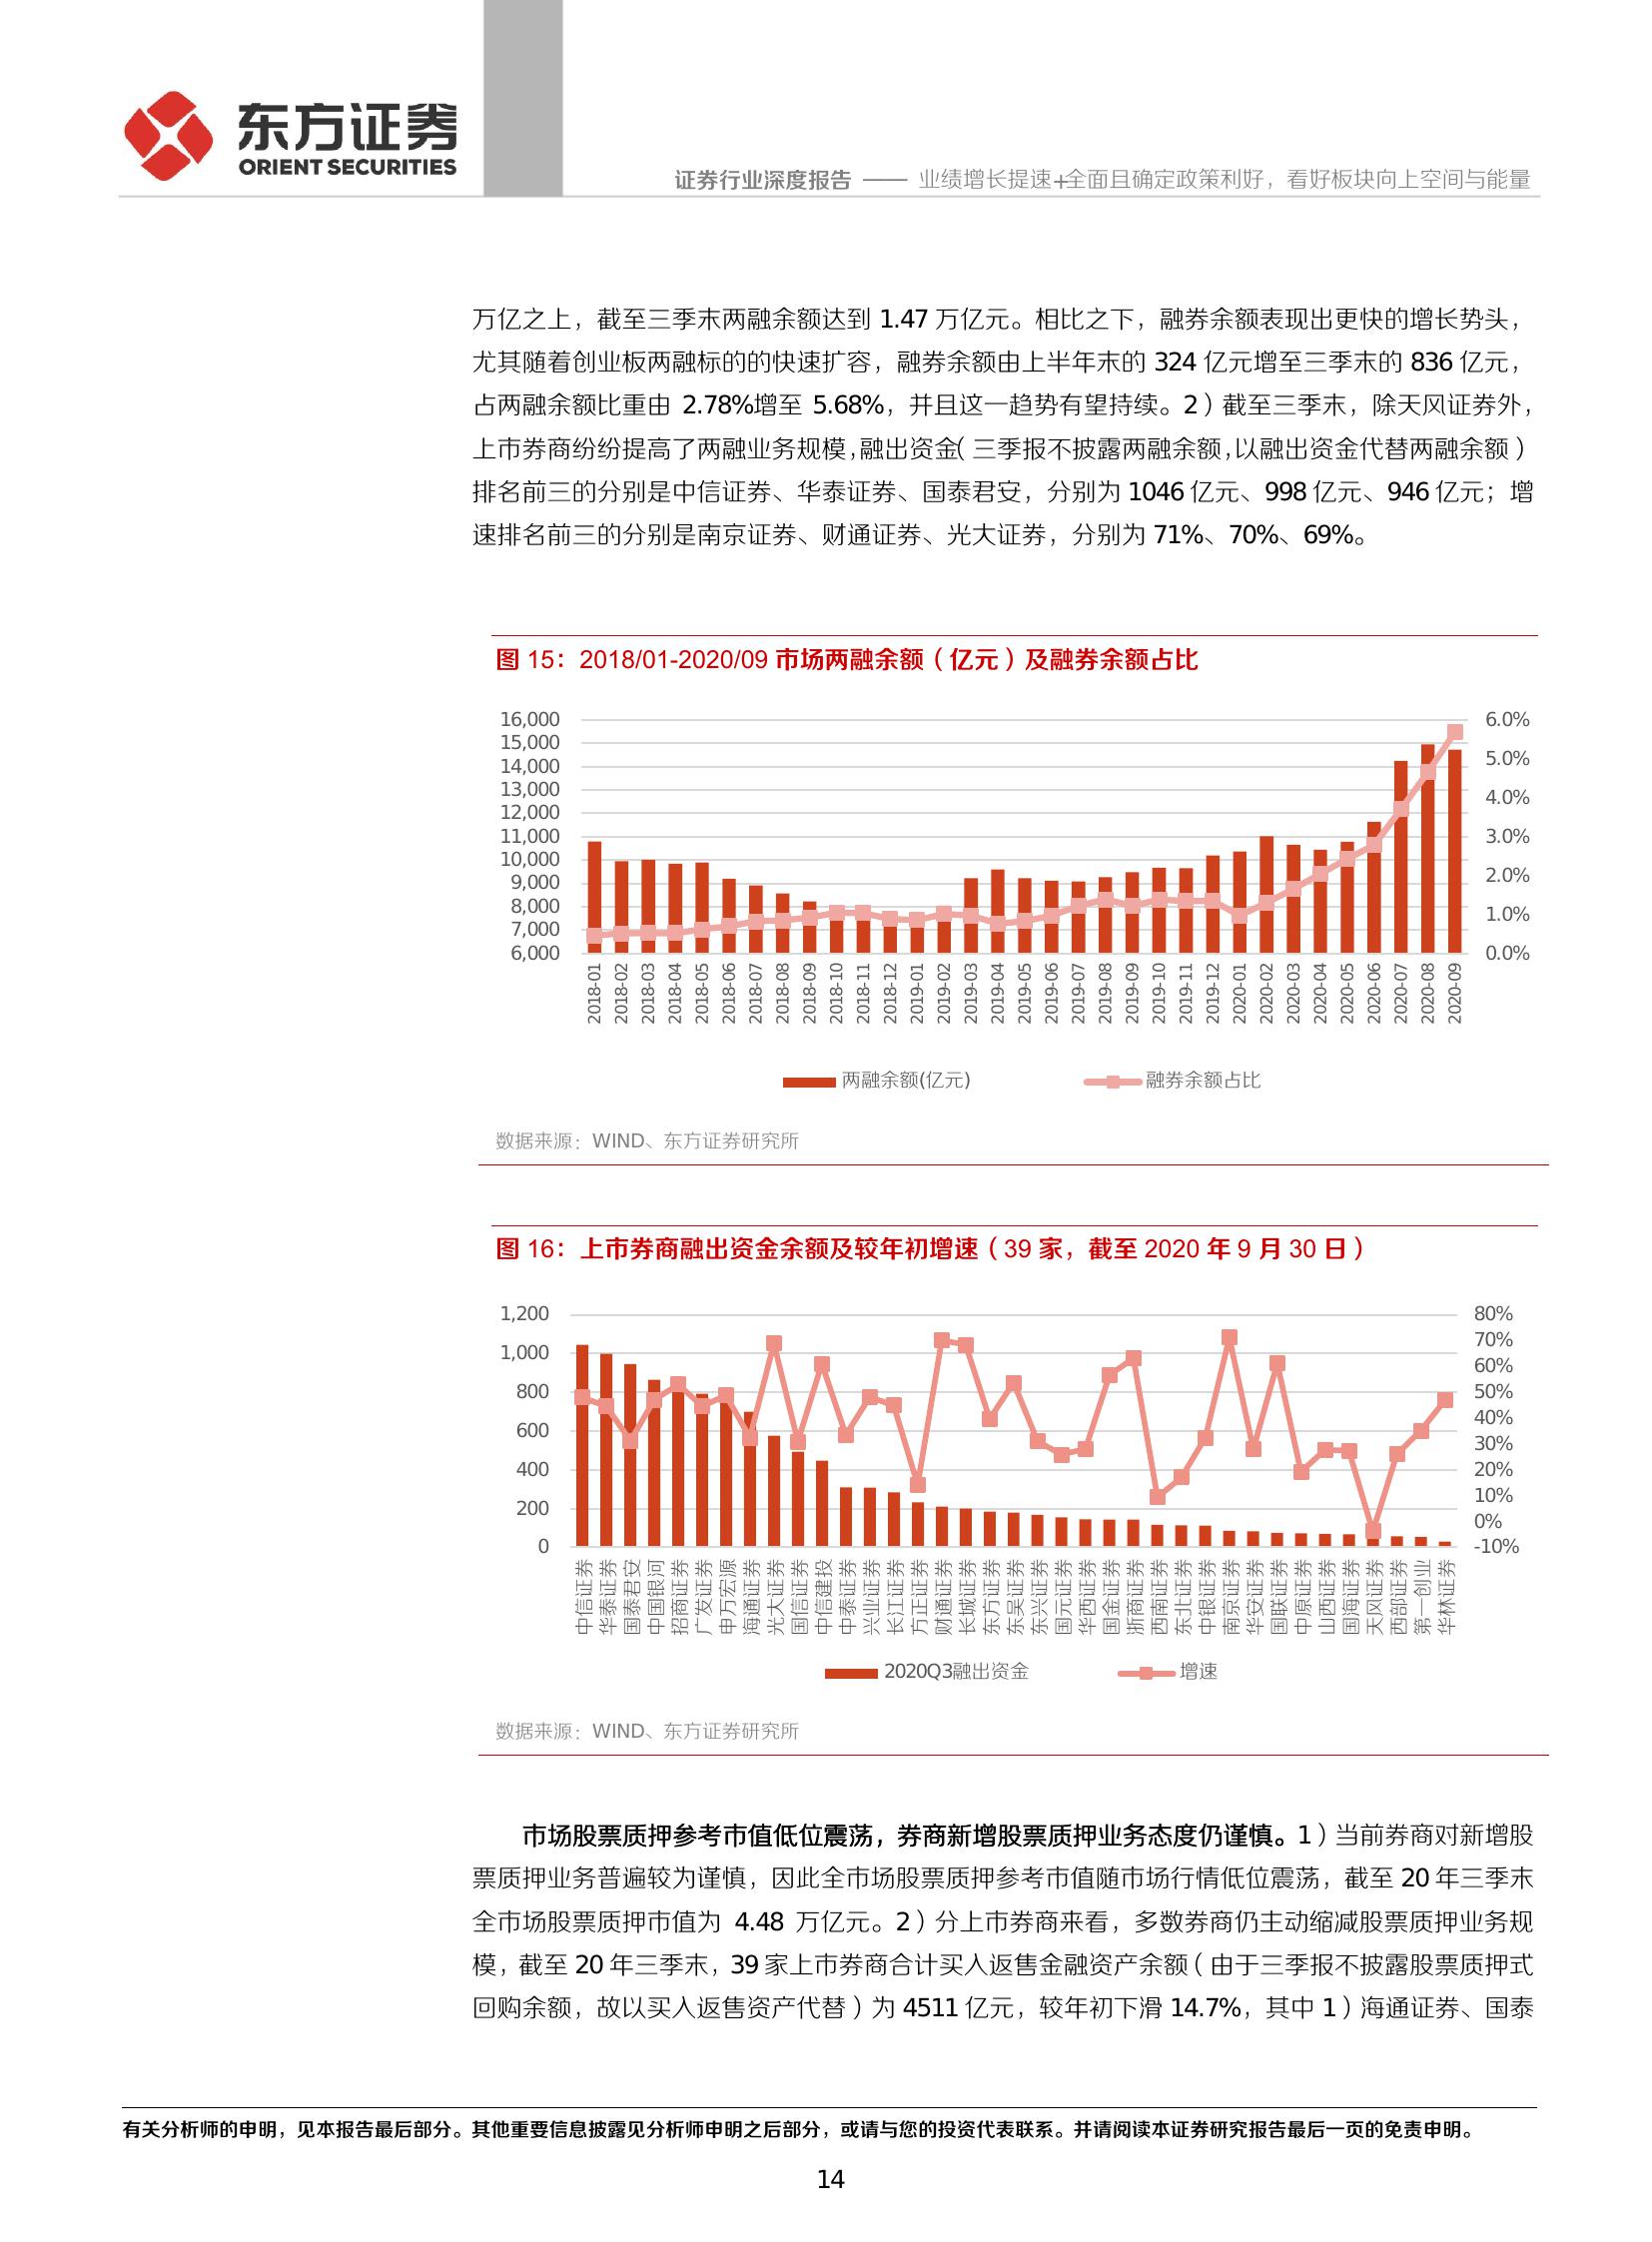 东方证券
ORIENT SECURITIES
证券行业深度报告 —— 业绩增长提速+全面且确定政策利好，看好板块向上空间与能量
万亿之上，截至三季末两融余额达到 1.47 万亿元。相比之下，融券余额表现出更快的增长势头，
尤其随着创业板两融标的的快速扩容，融券余额由上半年末的 324 亿元增至三季末的 836 亿元，
占两融余额比重由 2.78%增至 5.68%，并且这一趋势有望持续。2）截至三季末，除天风证券外，
上市券商纷纷提高了两融业务规模，融出资金（三季报不披露两融余额，以融出资金代替两融余额）
排名前三的分别是中信证券、华泰证券、国泰君安，分别为 1046 亿元、998 亿元、946 亿元；增
速排名前三的分别是南京证券、财通证券、光大证券，分别为 71%、70%、69%。
图 15：2018/01-2020/09 市场两融余额（亿元）及融券余额占比
16,000
15,000
14,000
13,000
12,000
11,000
10,000
9,000
8,000
7,000
6,000
6.0%
5.0%
4.0%
3.0%
2.0%
1.0%
0.0%
2018-01
2018-02
2018-03
2018-04
2018-05
2018-06
2018-07
2018-08
2018-09
2018-10
2018-11
2018-12
2019-01
2019-02
2019-03
2019-04
2019-05
2019-06
2019-07
2019-08
2019-09
2019-10
2019-11
2019-12
2020-01
2020-02
2020-03
2020-04
2020-05
2020-06
2020-07
2020-08
2020-09
两融余额(亿元)
融券余额占比
数据来源：WIND、东方证券研究所
图 16：上市券商融出资金余额及较年初增速（39 家，截至 2020 年 9 月 30 日）
1,200
1,000
800
600
400
200
0
80%
70%
60%
50%
40%
30%
20%
10%
0%
-10%
中信证券
华泰证券
国泰君安
中国银河
招商证券
广发证券
申万宏源
海通证券
光大证券
国信证券
中信建投
中泰证券
兴业证券
长江证券
方正证券
财通证券
长城证券
东方证券
东吴证券
东兴证券
国元证券
华西证券
国金证券
浙商证券
西南证券
东北证券
中银证券
南京证券
华安证券
国联证券
中原证券
山西证券
国海证券
天风证券
西部证券
第一创业
华林证券
2020Q3融出资金
增速
数据来源：WIND、东方证券研究所
市场股票质押参考市值低位震荡，券商新增股票质押业务态度仍谨慎。1）当前券商对新增股
票质押业务普遍较为谨慎，因此全市场股票质押参考市值随市场行情低位震荡，截至 20 年三季末
全市场股票质押市值为 4.48 万亿元。2）分上市券商来看，多数券商仍主动缩减股票质押业务规
模，截至 20 年三季末，39 家上市券商合计买入返售金融资产余额（由于三季报不披露股票质押式
回购余额，故以买入返售资产代替）为 4511 亿元，较年初下滑 14.7%，其中 1）海通证券、国泰
有关分析师的申明，见本报告最后部分。其他重要信息披露见分析师申明之后部分，或请与您的投资代表联系。并请阅读本证券研究报告最后一页的免责申明。
14